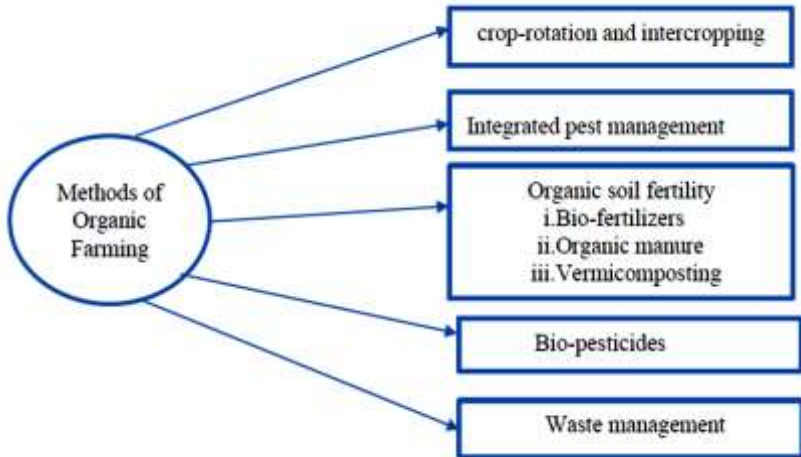 Methods of
Organic
Farming
crop-rotation and intercropping
Integrated pest management
Organic soil fertility
i.Bio-fertilizers
ii.Organic manure
iii.Vermicomposting
Bio-pesticides
Waste management